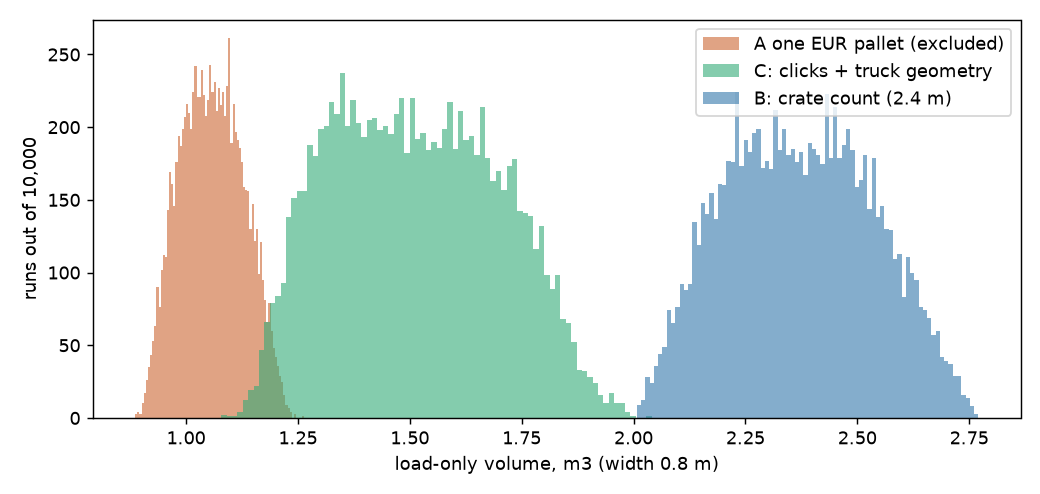 250
200
150
100
50
0
runs out of 10,000
A one EUR pallet (excluded)
C: clicks + truck geometry
B: crate count (2.4 m)
1.00 1.25 1.50 1.75 2.00 2.25 2.50 2.75
load-only volume, m3 (width 0.8 m)